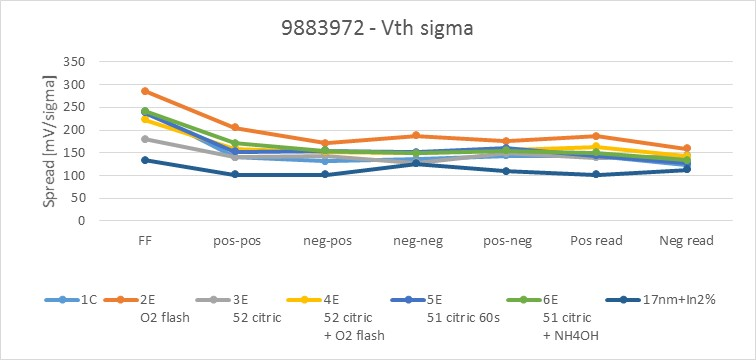 9883972 - Vth sigma
Spread [mV/sigma]
350
300
250
200
150
100
50
0
FF pos-pos neg-pos neg-neg pos-neg Pos read Neg read
1C 2E 3E 4E 5E 6E 17nm+In2%
O2 flash 52 citric 52 citric 51 citric 60s 51 citric
+ O2 flash + NH4OH